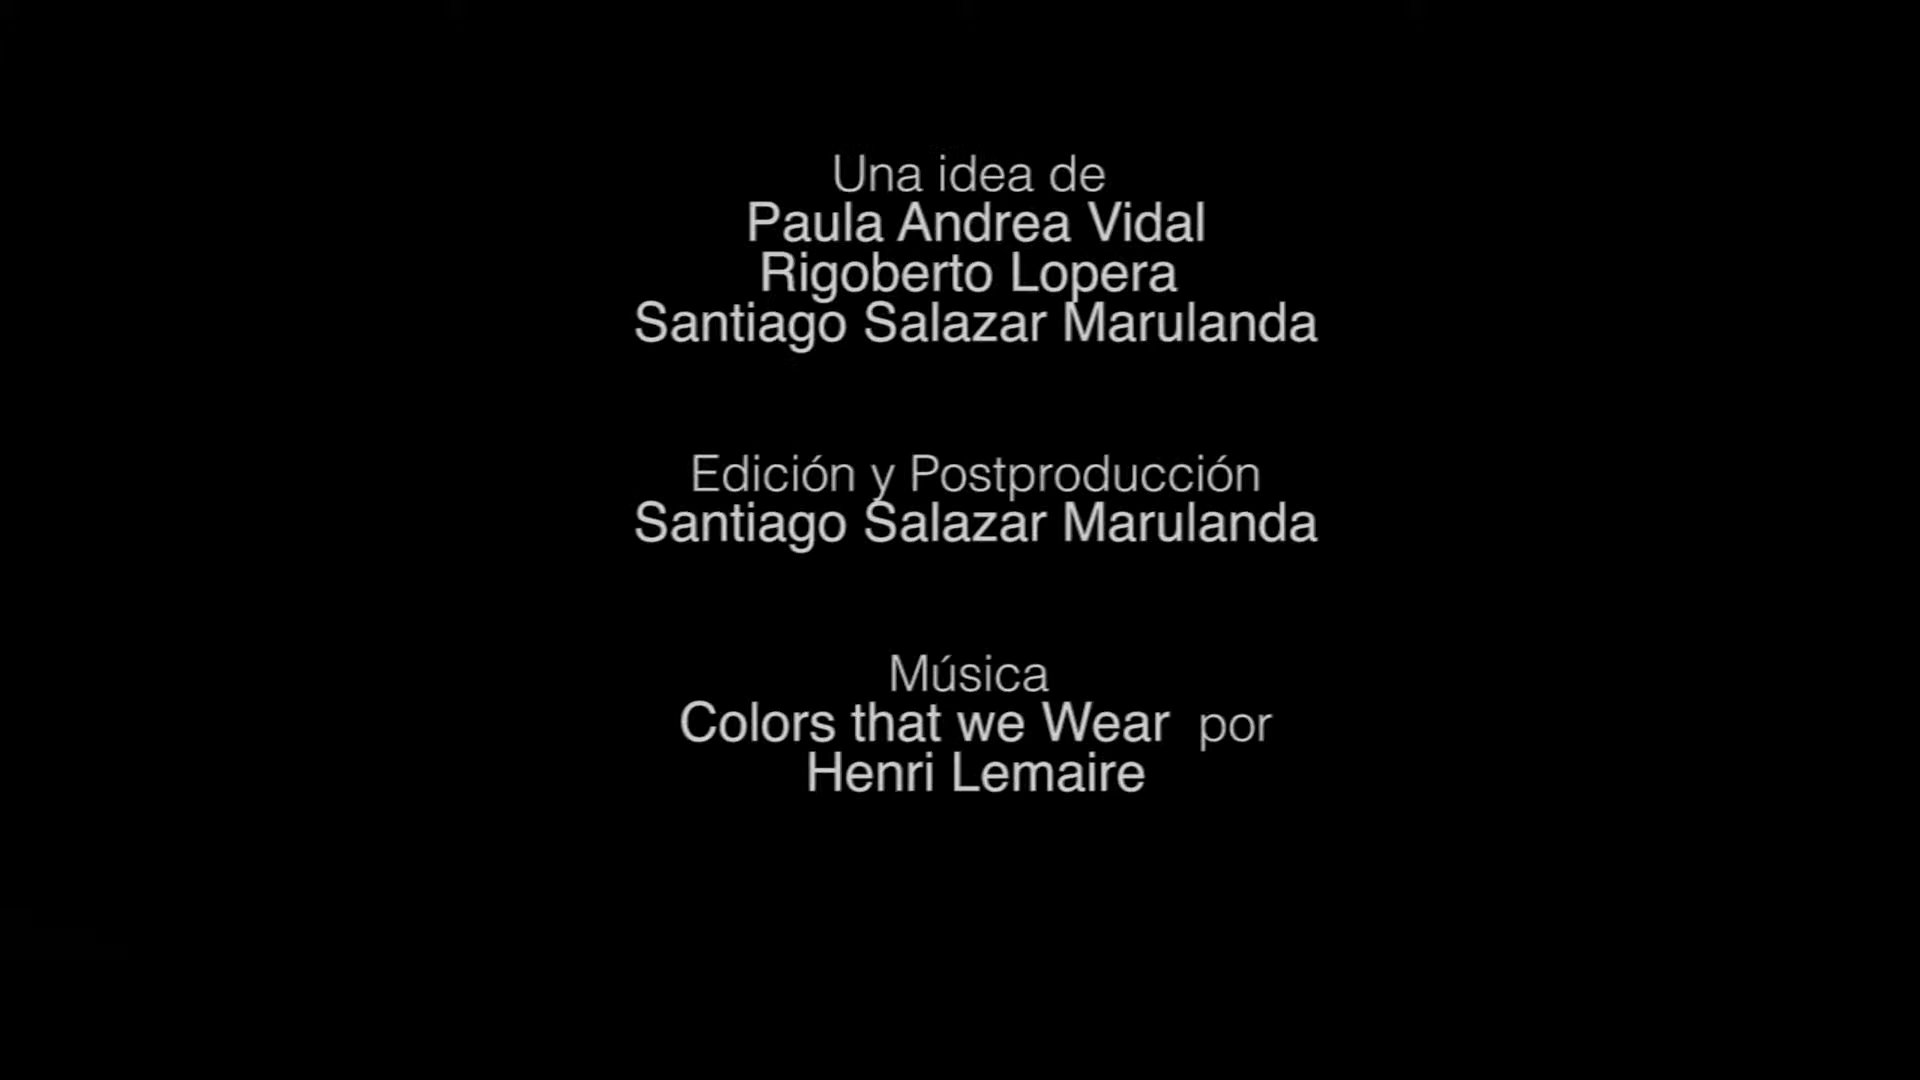 Una idea de
Paula Andrea Vidal
Rigoberto Lopera
Santiago Salazar Marulanda
Edición y Postproducción
Santiago Salazar Marulanda
Música
Colors that we Wear por
Henri Lemaire